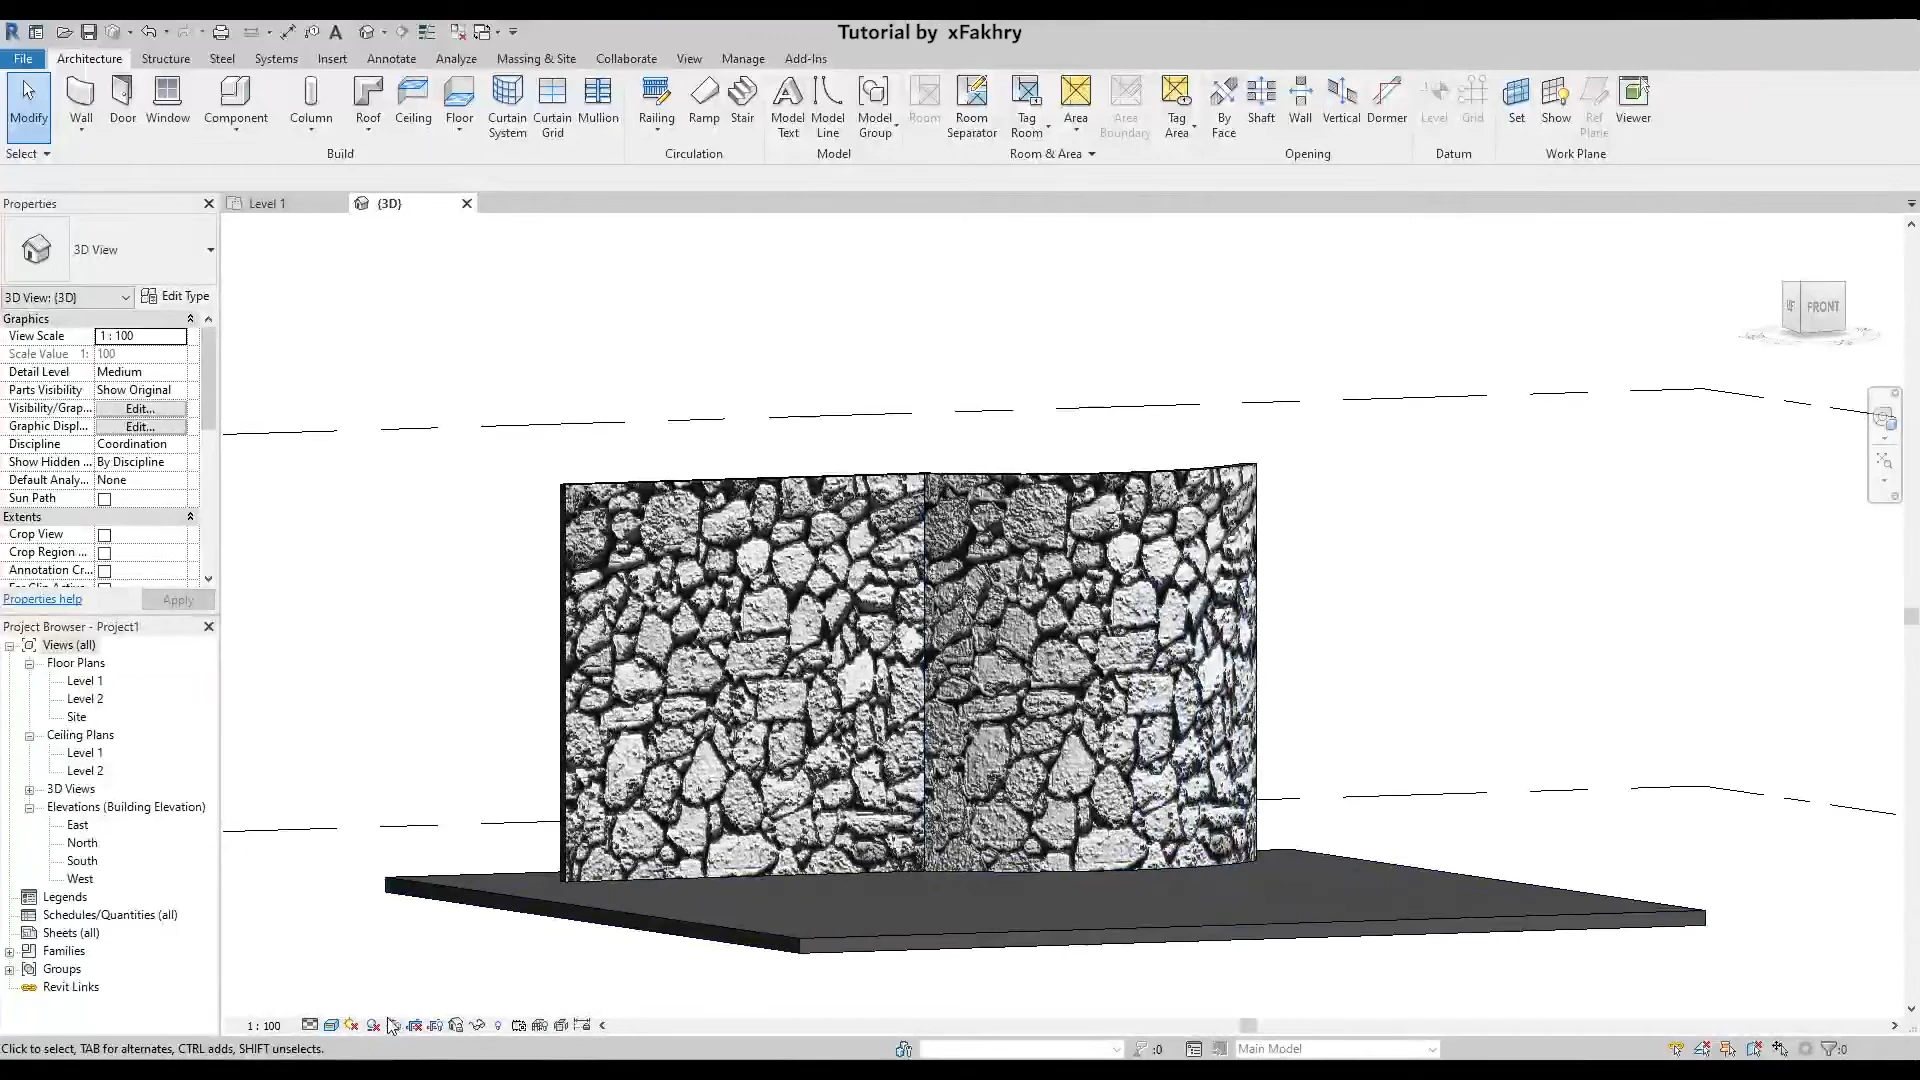 Tutorial by xFakhry
File Architecture Structure Steel Systems Insert Annotate Analyze Massing & Site Collaborate View Manage Add-Ins
Modify Wall Door Window Component Column Roof Ceiling Floor Curtain System Curtain Grid Mullion Railing Ramp Stair Model Text Model Line Model Group Room Room Separator Tag Room Area Area Boundary Tag Area By Face Shaft Wall Vertical Dormer Level Grid Set Show Ref Plane Viewer
Select Build Circulation Model Room & Area Opening Datum Work Plane
Properties
Level 1
{3D}
3D View
3D View: {3D}
Edit Type
Graphics
View Scale 1 : 100
Scale Value 1: 100
Detail Level Medium
Parts Visibility Show Original
Visibility/Grap... Edit...
Graphic Displ... Edit...
Discipline Coordination
Show Hidden ... By Discipline
Default Analy... None
Sun Path
Extents
Crop View
Crop Region ...
Annotation Cr...
Properties help
Apply
FRONT
Project Browser - Project1
Views (all)
Floor Plans
Level 1
Level 2
Site
Ceiling Plans
Level 1
Level 2
3D Views
Elevations (Building Elevation)
East
North
South
West
Legends
Schedules/Quantities (all)
Sheets (all)
Families
Groups
Revit Links
1 : 100
Click to select, TAB for alternates, CTRL adds, SHIFT unselects.
:0
Main Model
:0